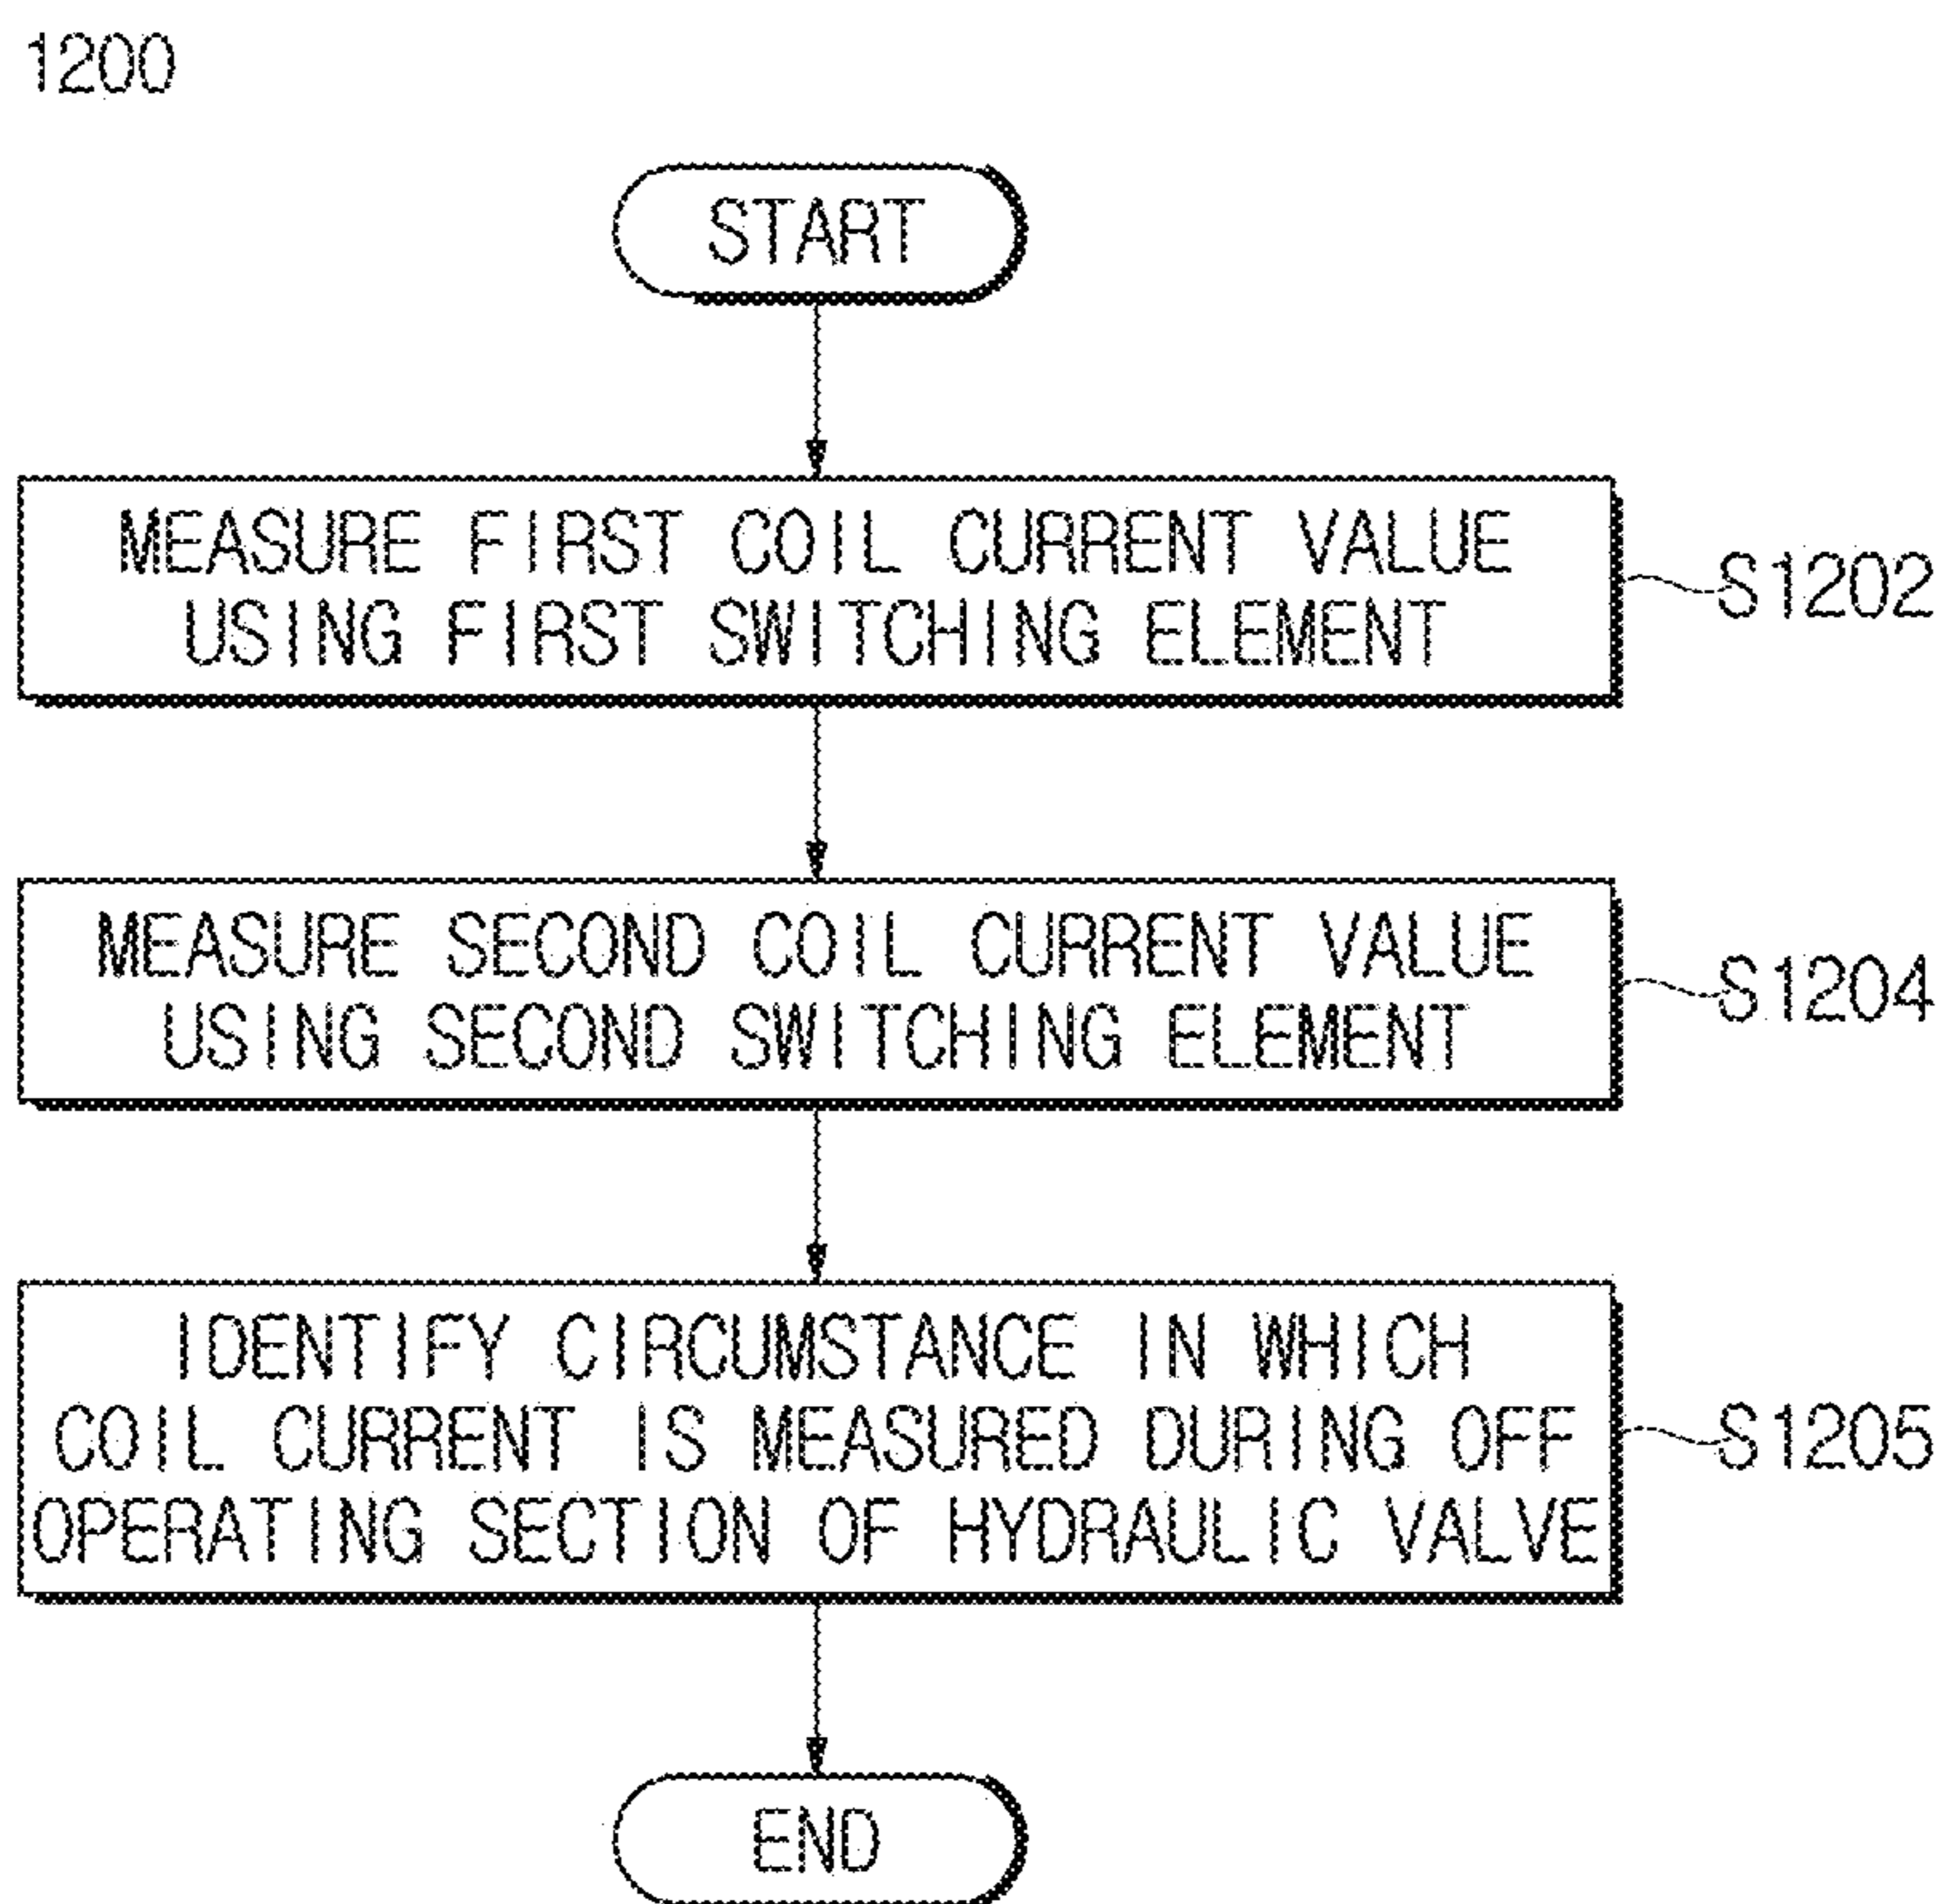 1200
START
MEASURE FIRST COIL CURRENT VALUE
USING FIRST SWITCHING ELEMENT
S1202
MEASURE SECOND COIL CURRENT VALUE
USING SECOND SWITCHING ELEMENT
S1204
IDENTIFY CIRCUMSTANCE IN WHICH
COIL CURRENT IS MEASURED DURING OFF
OPERATING SECTION OF HYDRAULIC VALVE
S1205
END